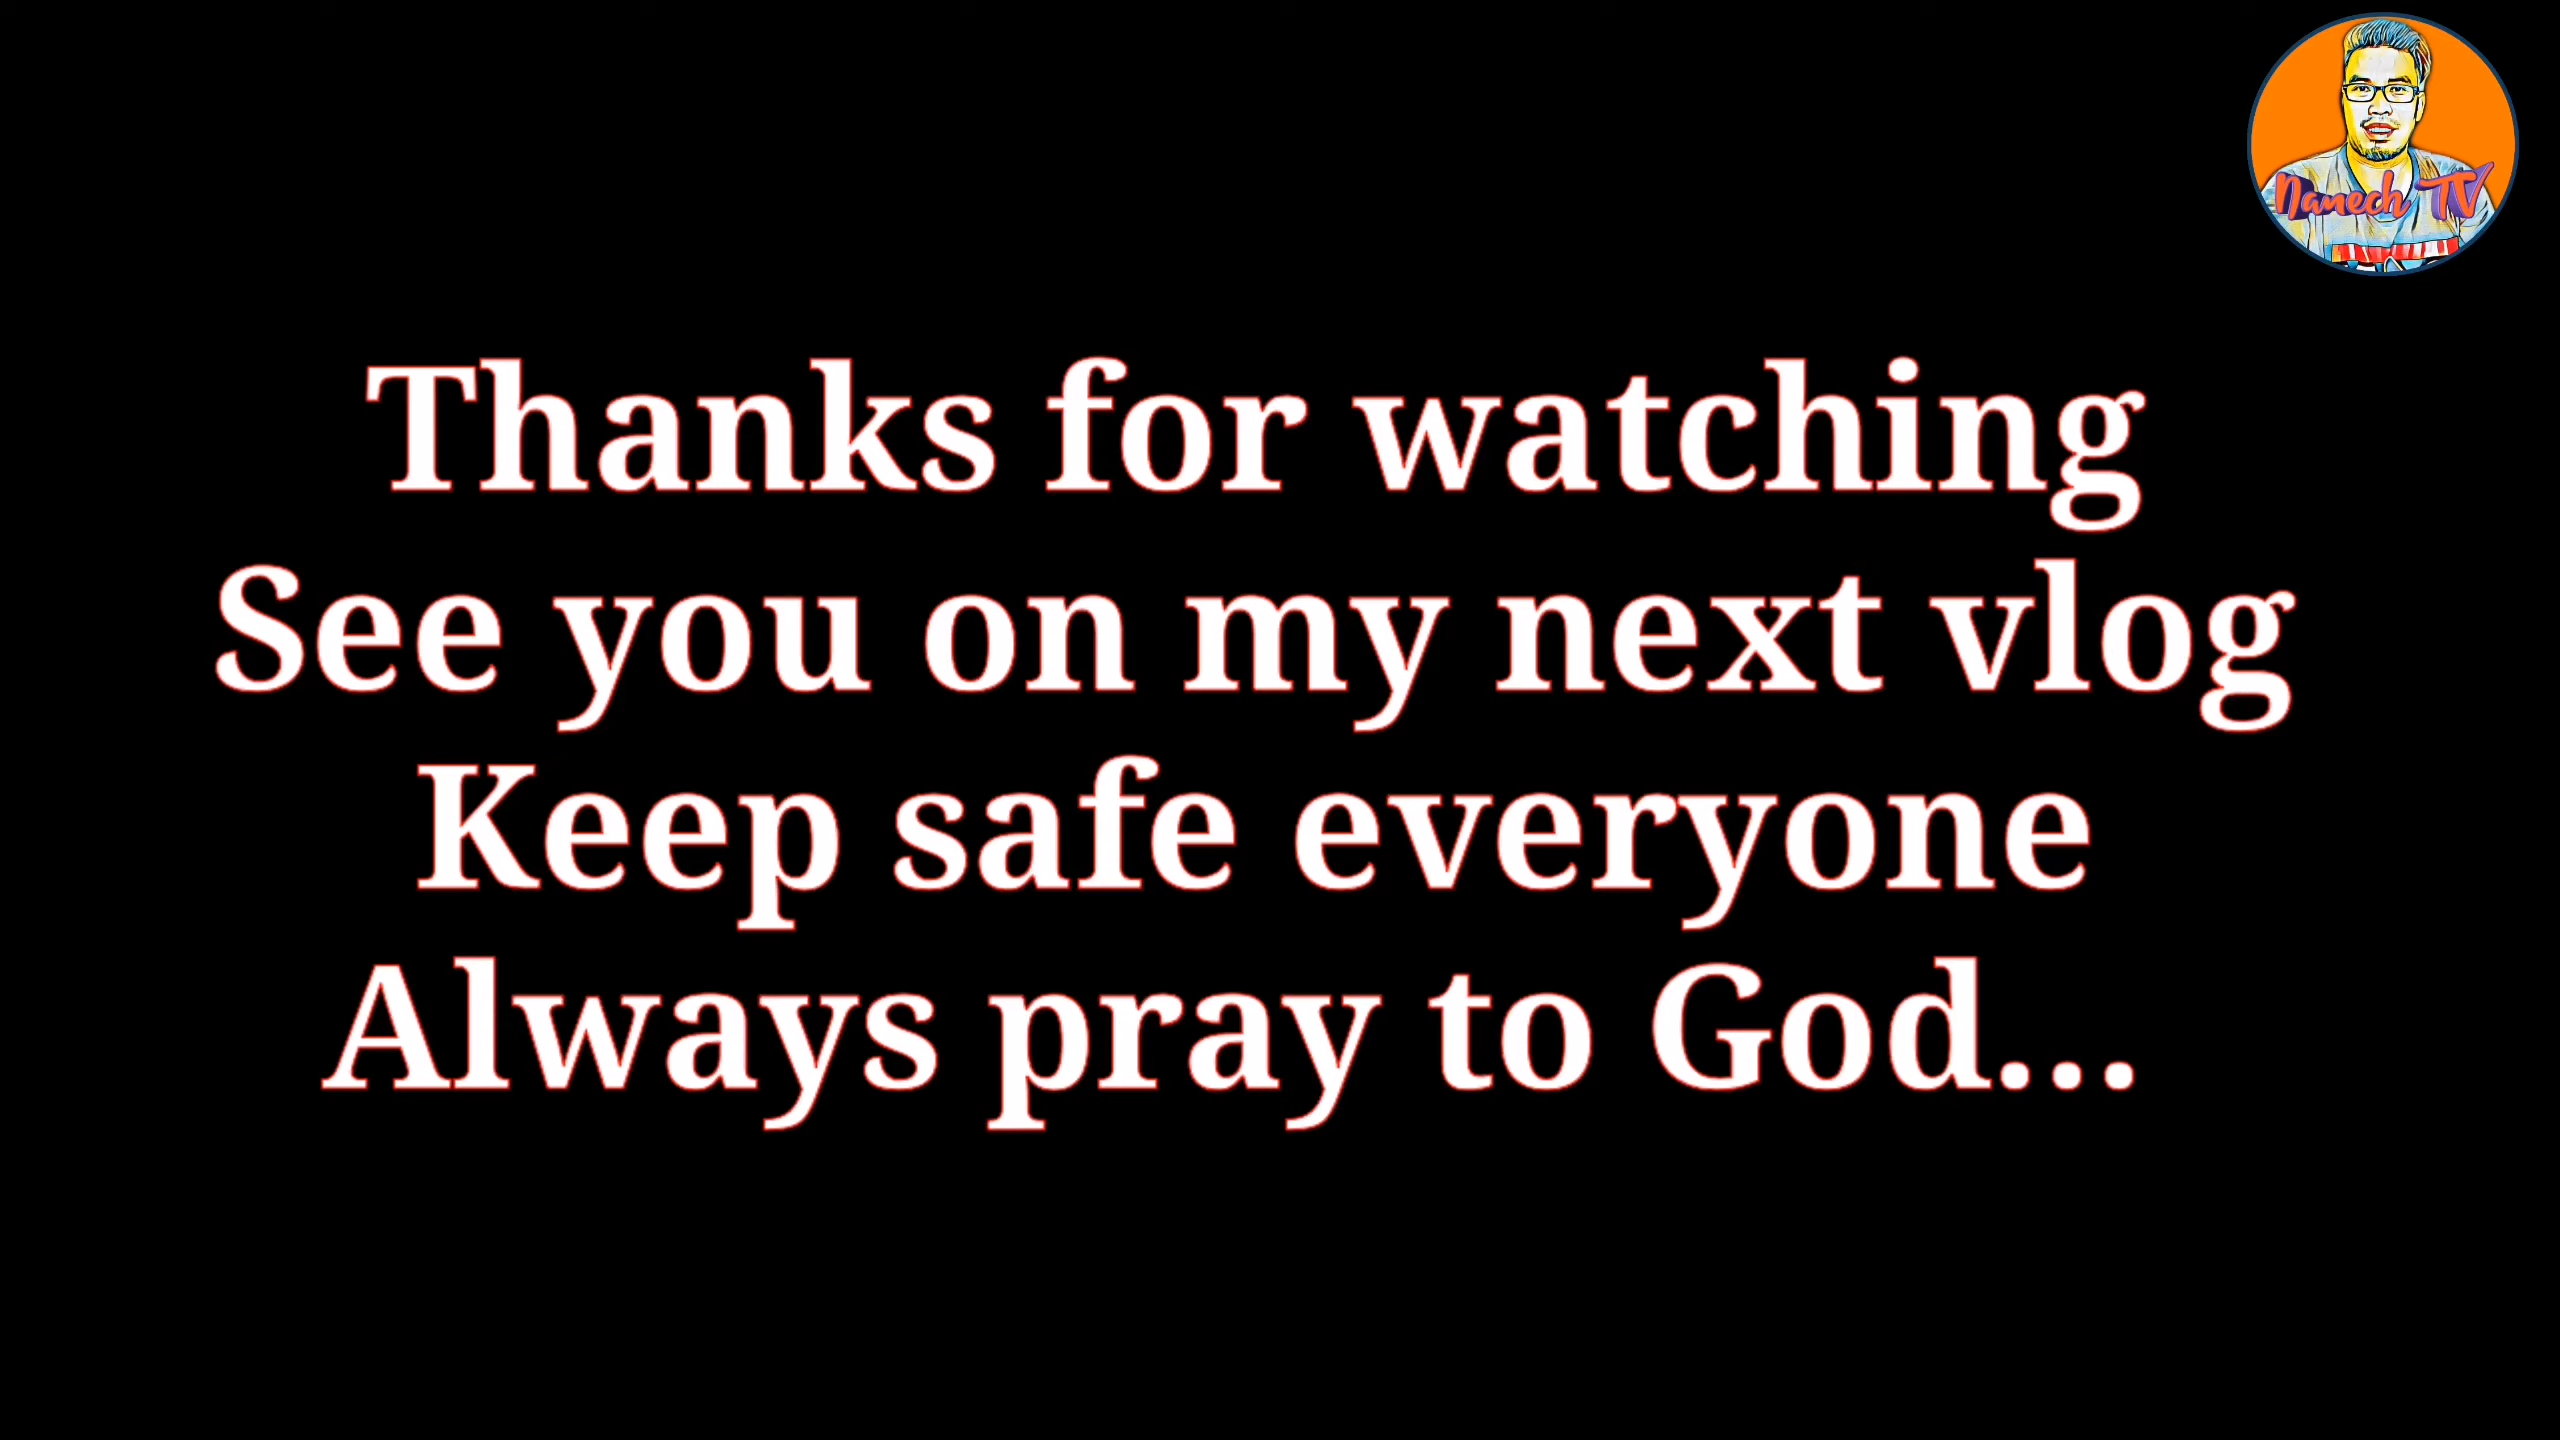 Nanech TV
Thanks for watching
See you on my next vlog
Keep safe everyone
Always pray to God...